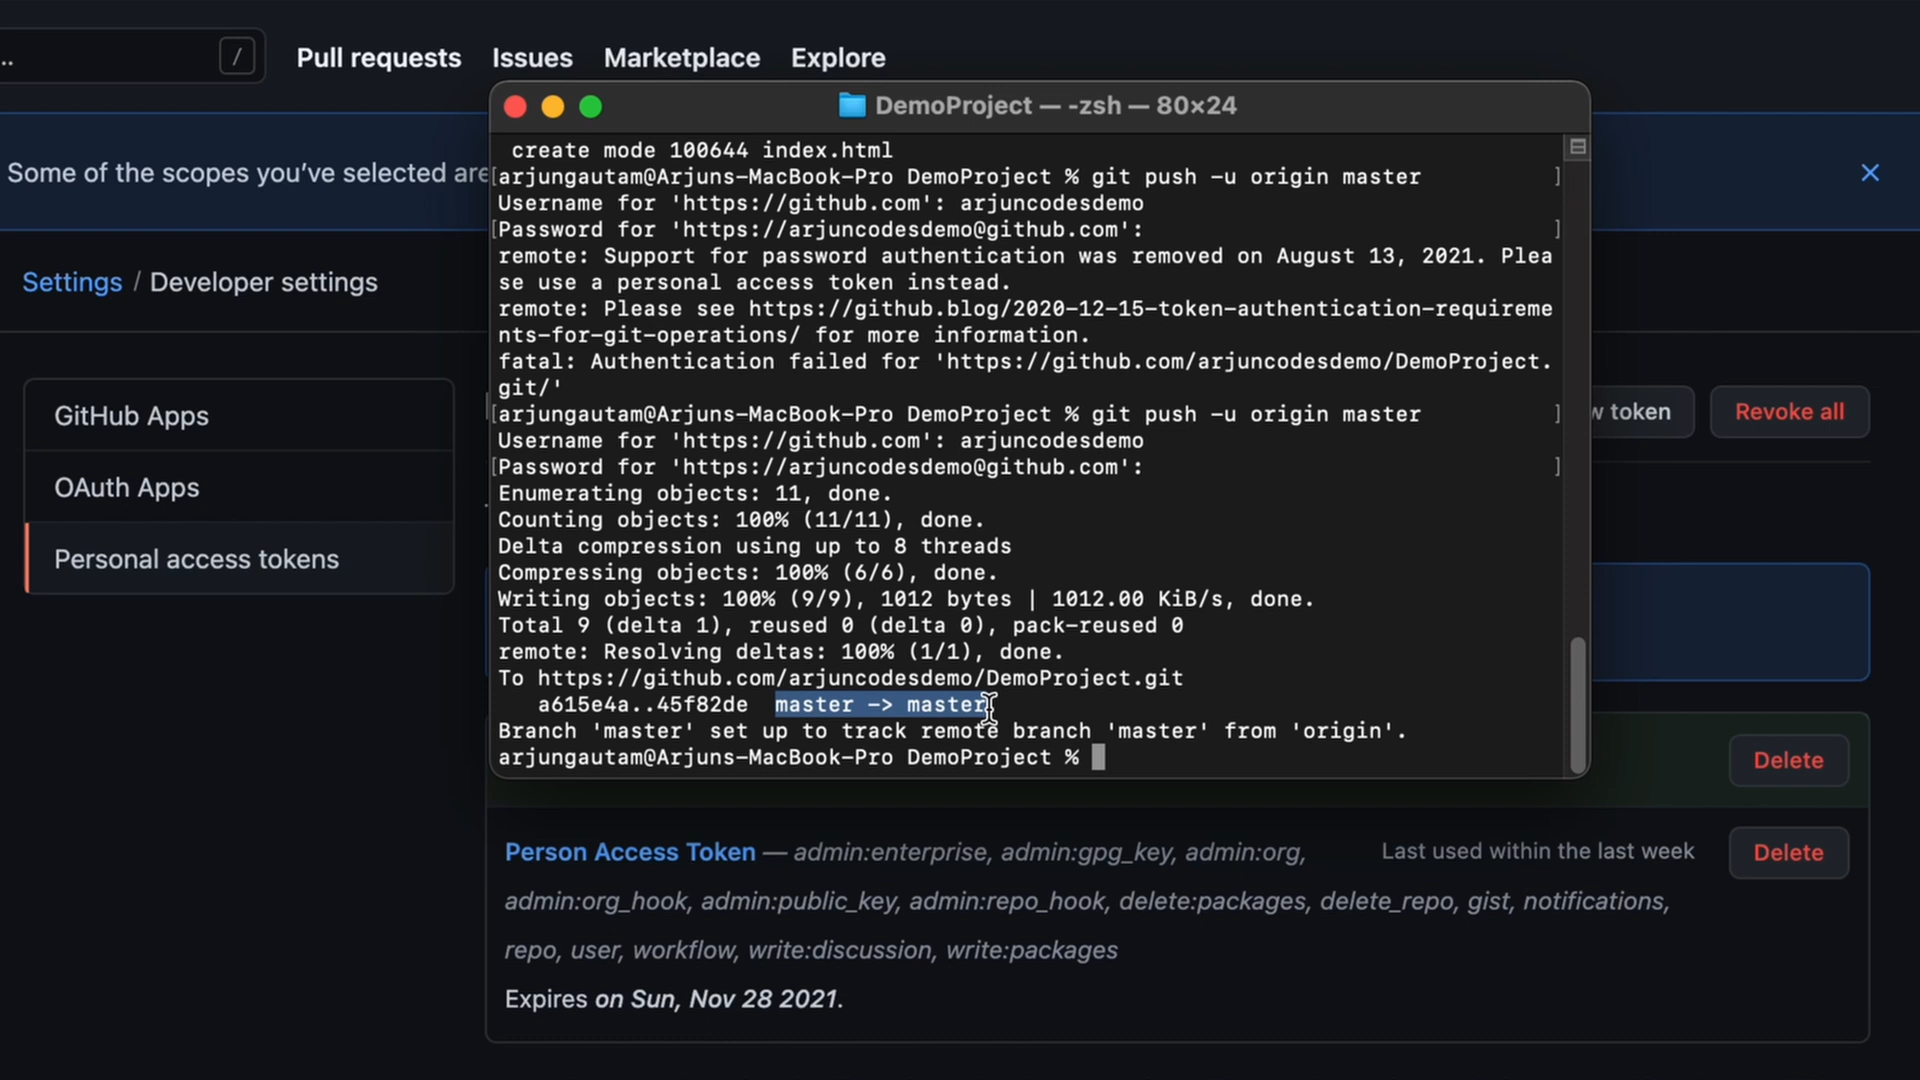 ..
/
Pull requests
Issues
Marketplace
Explore
Some of the scopes you've selected are
Settings / Developer settings
GitHub Apps
OAuth Apps
Personal access tokens
DemoProject — -zsh — 80×24
create mode 100644 index.html
[arjungautam@Arjuns-MacBook-Pro DemoProject % git push -u origin master ]
Username for 'https://github.com': arjuncodesdemo
[Password for 'https://arjuncodesdemo@github.com': ]
remote: Support for password authentication was removed on August 13, 2021. Plea
se use a personal access token instead.
remote: Please see https://github.blog/2020-12-15-token-authentication-requireme
nts-for-git-operations/ for more information.
fatal: Authentication failed for 'https://github.com/arjuncodesdemo/DemoProject.
git/'
[arjungautam@Arjuns-MacBook-Pro DemoProject % git push -u origin master ]
Username for 'https://github.com': arjuncodesdemo
[Password for 'https://arjuncodesdemo@github.com': ]
Enumerating objects: 11, done.
Counting objects: 100% (11/11), done.
Delta compression using up to 8 threads
Compressing objects: 100% (6/6), done.
Writing objects: 100% (9/9), 1012 bytes | 1012.00 KiB/s, done.
Total 9 (delta 1), reused 0 (delta 0), pack-reused 0
remote: Resolving deltas: 100% (1/1), done.
To https://github.com/arjuncodesdemo/DemoProject.git
a615e4a..45f82de master -> master
Branch 'master' set up to track remote branch 'master' from 'origin'.
arjungautam@Arjuns-MacBook-Pro DemoProject %
w token
Revoke all
Delete
Person Access Token — admin:enterprise, admin:gpg_key, admin:org,
Last used within the last week
Delete
admin:org_hook, admin:public_key, admin:repo_hook, delete:packages, delete_repo, gist, notifications,
repo, user, workflow, write:discussion, write:packages
Expires on Sun, Nov 28 2021.